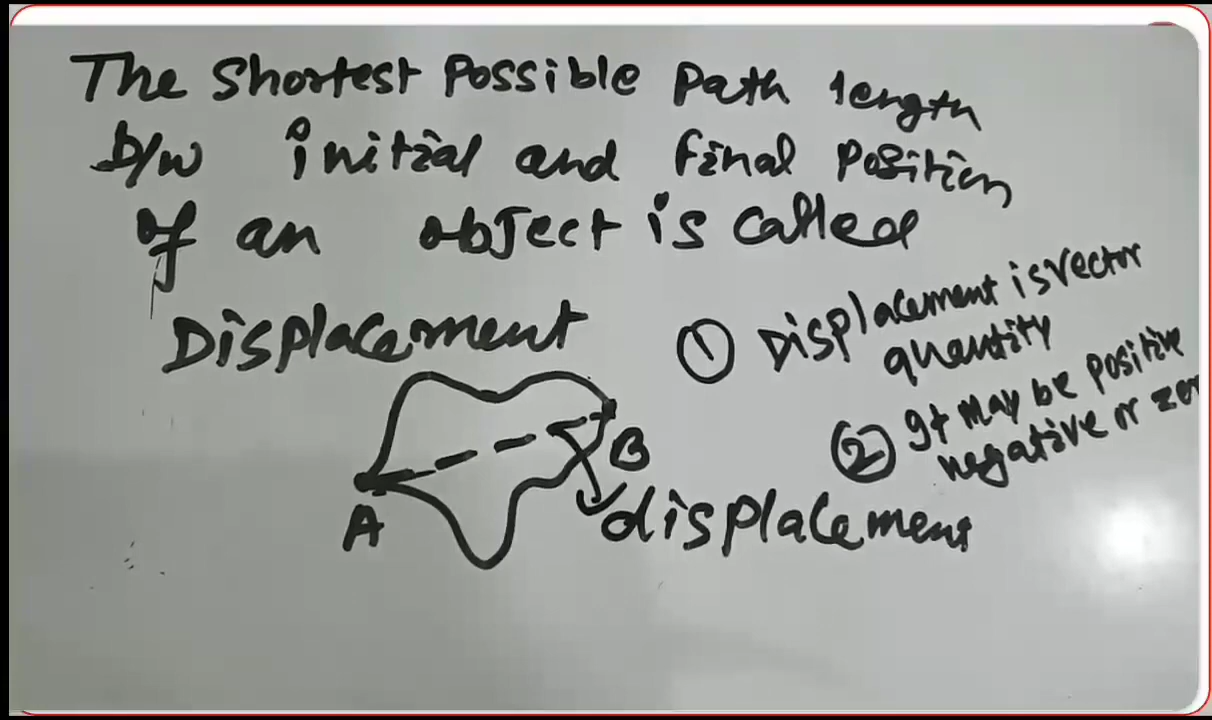 The shortest possible path length
b/w initial and final position
of an object is called
Displacement
① Displacement is vector
quantity
② It may be positive
negative or zer
A
B
displacement